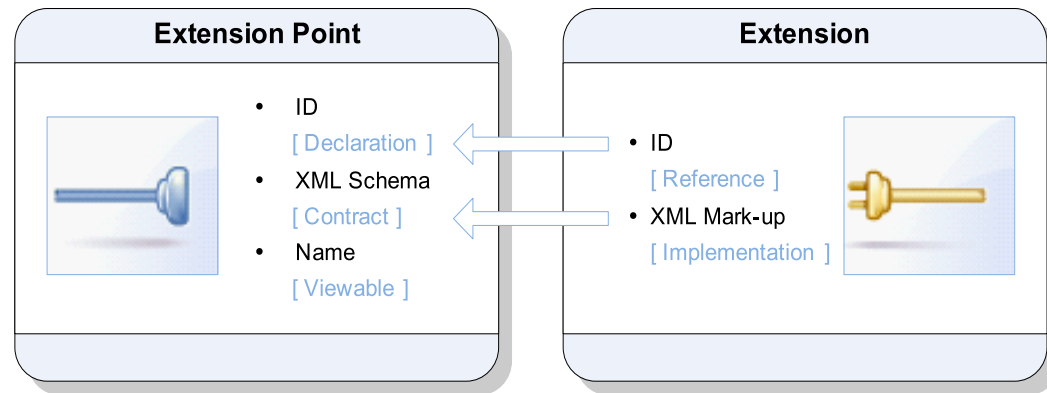 Extension Point
• ID
[ Declaration ]
• XML Schema
[ Contract ]
• Name
[ Viewable ]
Extension
• ID
[ Reference ]
• XML Mark-up
[ Implementation ]